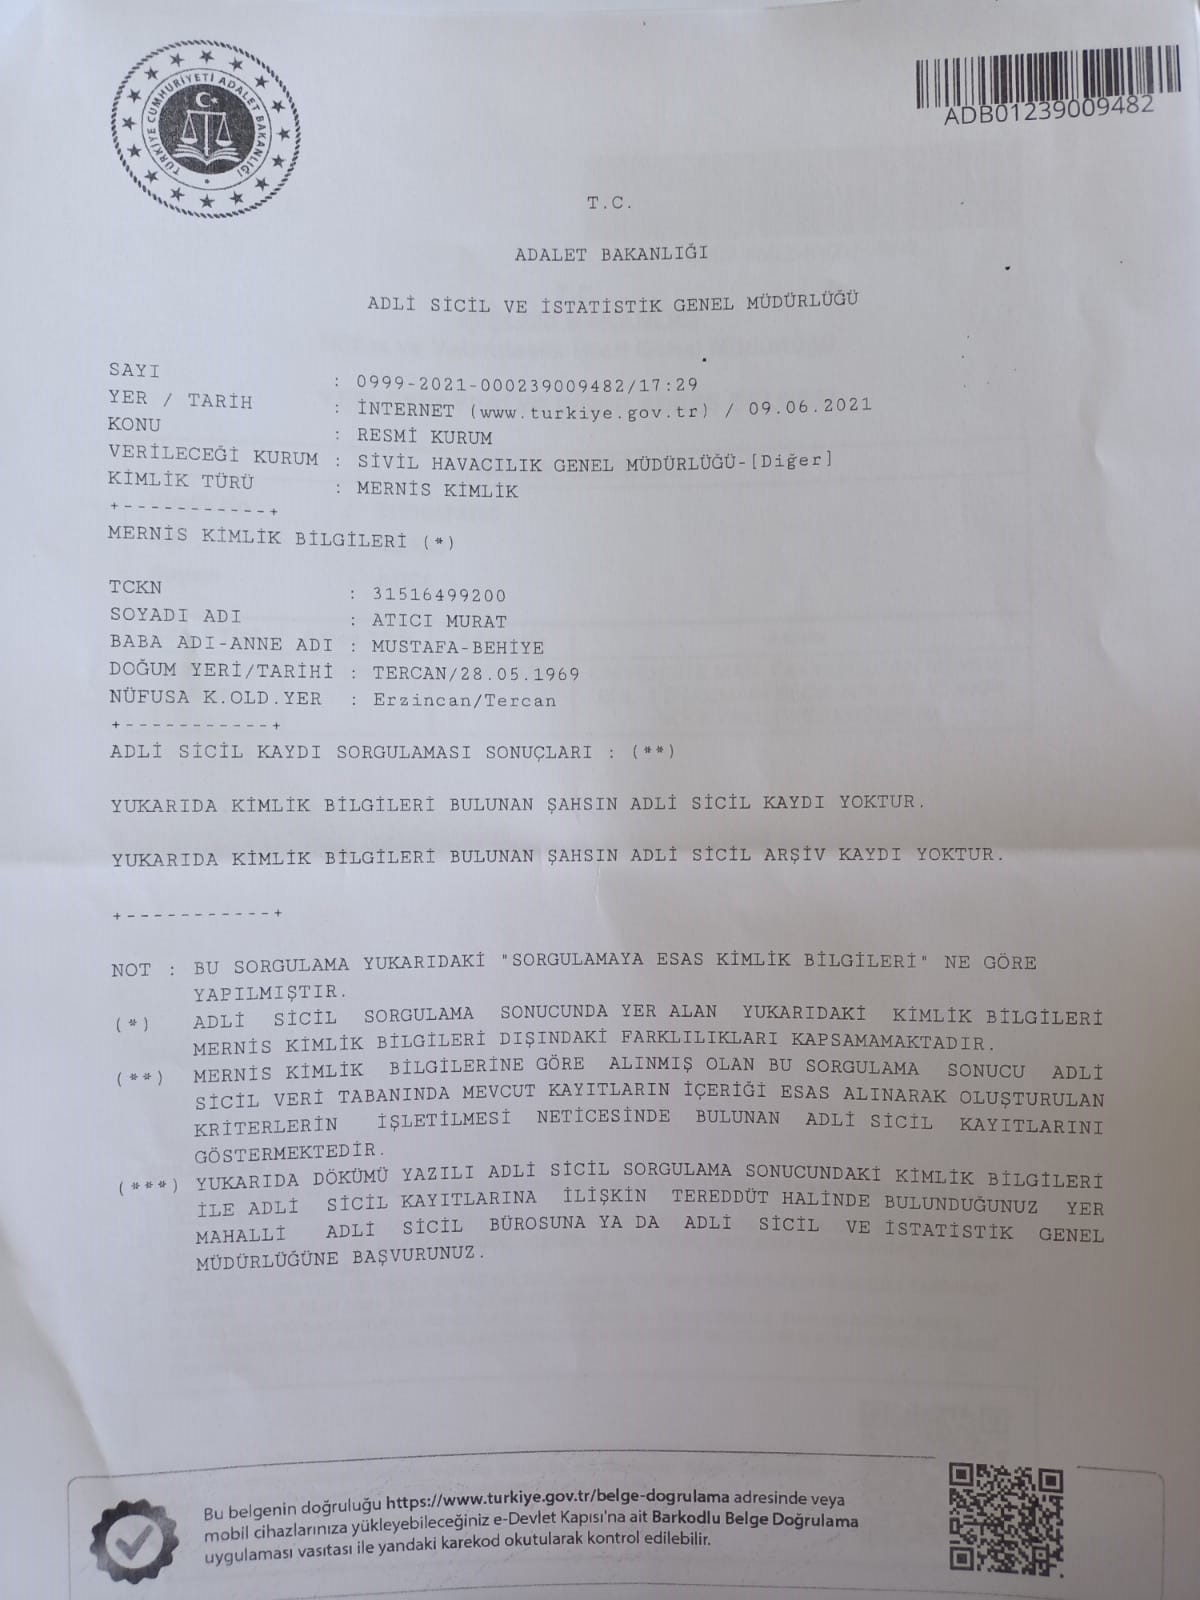 TÜRKİYE CUMHURİYETİ ADALET BAKANLIĞI
ADB01239009482
T.C.
ADALET BAKANLIĞI
ADLİ SİCİL VE İSTATİSTİK GENEL MÜDÜRLÜĞÜ
SAYI : 0999-2021-000239009482/17:29
YER / TARİH : İNTERNET (www.turkiye.gov.tr) / 09.06.2021
KONU : RESMİ KURUM
VERİLECEĞİ KURUM : SİVİL HAVACILIK GENEL MÜDÜRLÜĞÜ-[Diğer]
KİMLİK TÜRÜ : MERNİS KİMLİK
+-----------+
MERNİS KİMLİK BİLGİLERİ (*)
TCKN : 31516499200
SOYADI ADI : ATICI MURAT
BABA ADI-ANNE ADI : MUSTAFA-BEHİYE
DOĞUM YERİ/TARİHİ : TERCAN/28.05.1969
NÜFUSA K.OLD.YER : Erzincan/Tercan
+-----------+
ADLİ SİCİL KAYDI SORGULAMASI SONUÇLARI : (**)
YUKARIDA KİMLİK BİLGİLERİ BULUNAN ŞAHSIN ADLİ SİCİL KAYDI YOKTUR.
YUKARIDA KİMLİK BİLGİLERİ BULUNAN ŞAHSIN ADLİ SİCİL ARŞİV KAYDI YOKTUR.
+-----------+
NOT : BU SORGULAMA YUKARIDAKİ "SORGULAMAYA ESAS KİMLİK BİLGİLERİ" NE GÖRE
YAPILMIŞTIR.
(*) ADLİ SİCİL SORGULAMA SONUCUNDA YER ALAN YUKARIDAKİ KİMLİK BİLGİLERİ
MERNİS KİMLİK BİLGİLERİ DIŞINDAKİ FARKLILIKLARI KAPSAMAMAKTADIR.
(**) MERNİS KİMLİK BİLGİLERİNE GÖRE ALINMIŞ OLAN BU SORGULAMA SONUCU ADLİ
SİCİL VERİ TABANINDA MEVCUT KAYITLARIN İÇERİĞİ ESAS ALINARAK OLUŞTURULAN
KRİTERLERİN İŞLETİLMESİ NETİCESİNDE BULUNAN ADLİ SİCİL KAYITLARINI
GÖSTERMEKTEDİR.
(***) YUKARIDA DÖKÜMÜ YAZILI ADLİ SİCİL SORGULAMA SONUCUNDAKİ KİMLİK BİLGİLERİ
İLE ADLİ SİCİL KAYITLARINA İLİŞKİN TEREDDÜT HALİNDE BULUNDUĞUNUZ YER
MAHALLİ ADLİ SİCİL BÜROSUNA YA DA ADLİ SİCİL VE İSTATİSTİK GENEL
MÜDÜRLÜĞÜNE BAŞVURUNUZ.
Bu belgenin doğruluğu https://www.turkiye.gov.tr/belge-dogrulama adresinde veya
mobil cihazlarınıza yükleyebileceğiniz e-Devlet Kapısı'na ait Barkodlu Belge Doğrulama
uygulaması vasıtası ile yandaki karekod okutularak kontrol edilebilir.